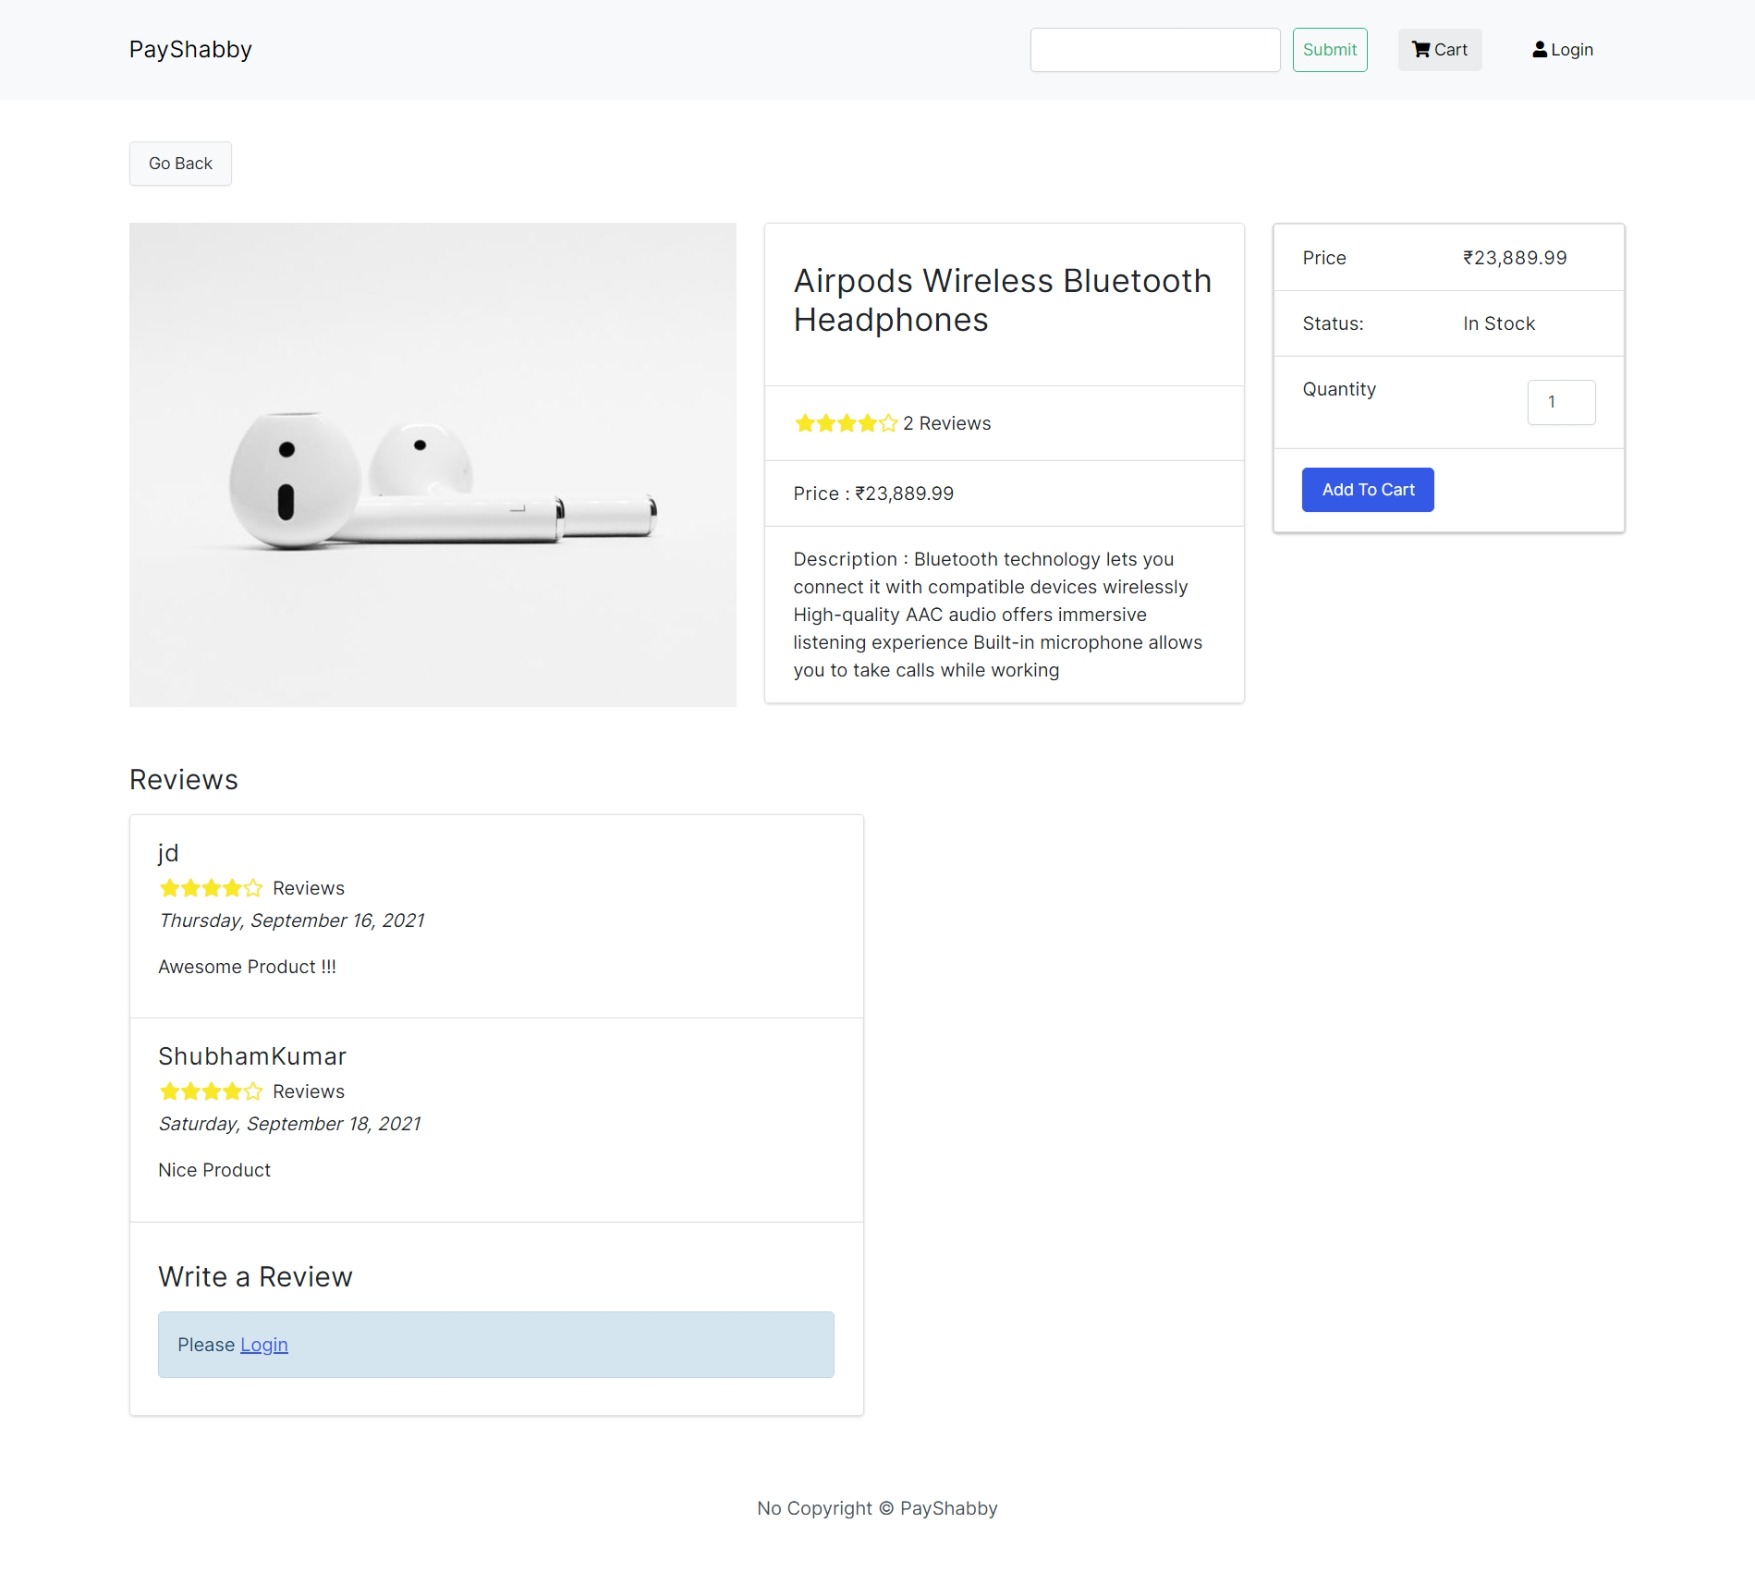 PayShabby
Submit
Cart
Login
Go Back
Airpods Wireless Bluetooth
Headphones
2 Reviews
Price : ₹23,889.99
Description : Bluetooth technology lets you
connect it with compatible devices wirelessly
High-quality AAC audio offers immersive
listening experience Built-in microphone allows
you to take calls while working
Price ₹23,889.99
Status: In Stock
Quantity 1
Add To Cart
Reviews
jd
Reviews
Thursday, September 16, 2021
Awesome Product !!!
ShubhamKumar
Reviews
Saturday, September 18, 2021
Nice Product
Write a Review
Please Login
No Copyright © PayShabby